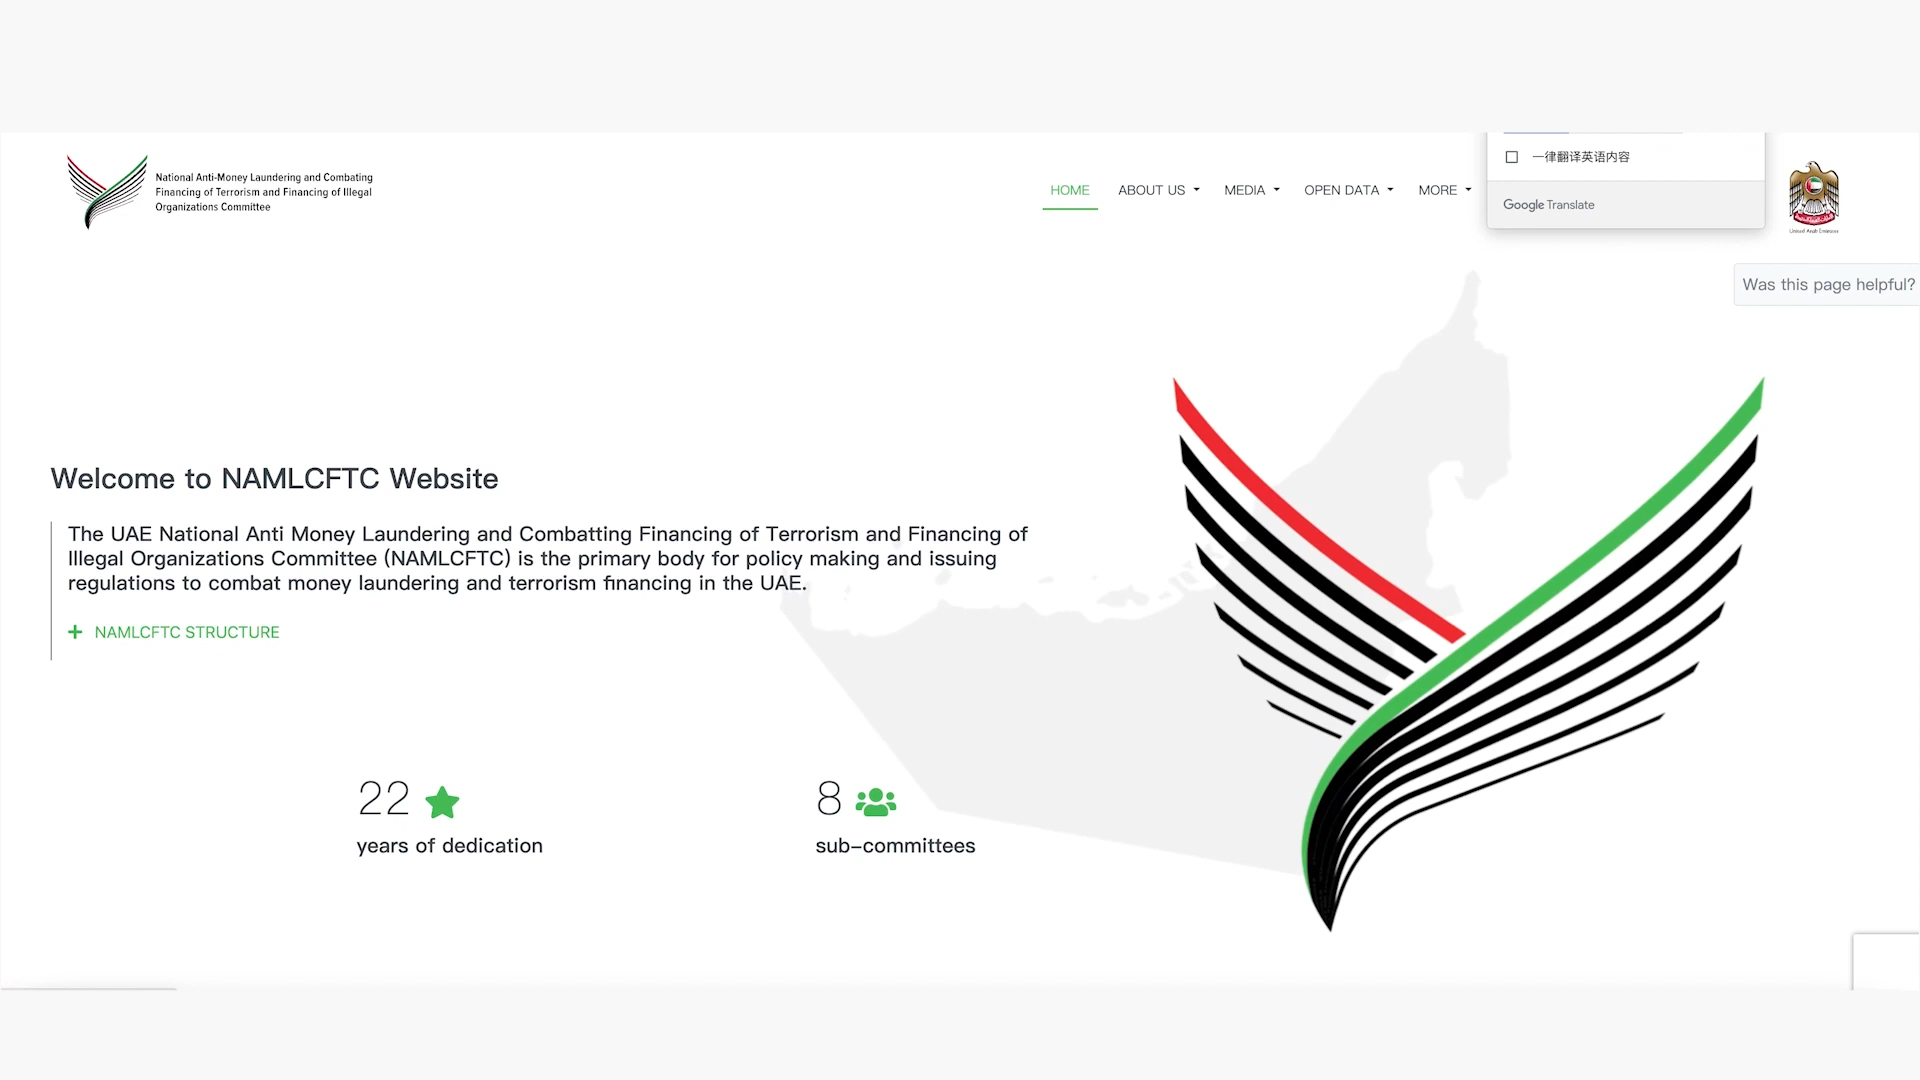 National Anti-Money Laundering and Combating
Financing of Terrorism and Financing of Illegal
Organizations Committee
HOME
ABOUT US
MEDIA
OPEN DATA
MORE
一律翻译英语内容
Google Translate
United Arab Emirates
Was this page helpful?
Welcome to NAMLCFTC Website
The UAE National Anti Money Laundering and Combatting Financing of Terrorism and Financing of
Illegal Organizations Committee (NAMLCFTC) is the primary body for policy making and issuing
regulations to combat money laundering and terrorism financing in the UAE.
+ NAMLCFTC STRUCTURE
22
years of dedication
8
sub-committees